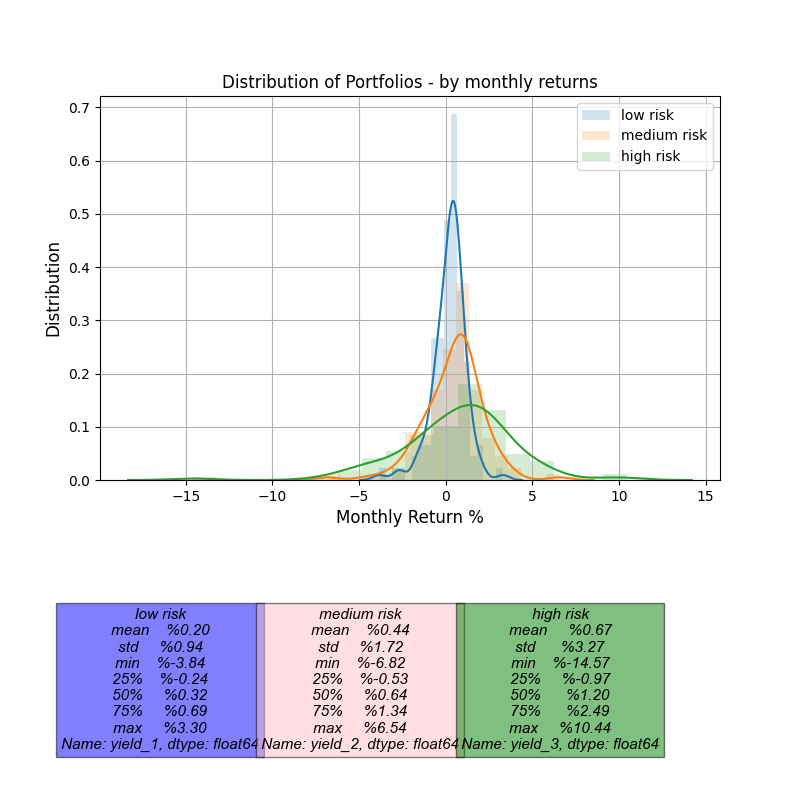 Distribution of Portfolios - by monthly returns
0.7
0.6
0.5
0.4
0.3
0.2
0.1
0.0
Distribution
low risk
medium risk
high risk
−15
−10
−5
0
5
10
15
Monthly Return %
low risk
mean %0.20
std %0.94
min %-3.84
25% %-0.24
50% %0.32
75% %0.69
max %3.30
Name: yield_1, dtype: float64
medium risk
mean %0.44
std %1.72
min %-6.82
25% %-0.53
50% %0.64
75% %1.34
max %6.54
Name: yield_2, dtype: float64
high risk
mean %0.67
std %3.27
min %-14.57
25% %-0.97
50% %1.20
75% %2.49
max %10.44
Name: yield_3, dtype: float64